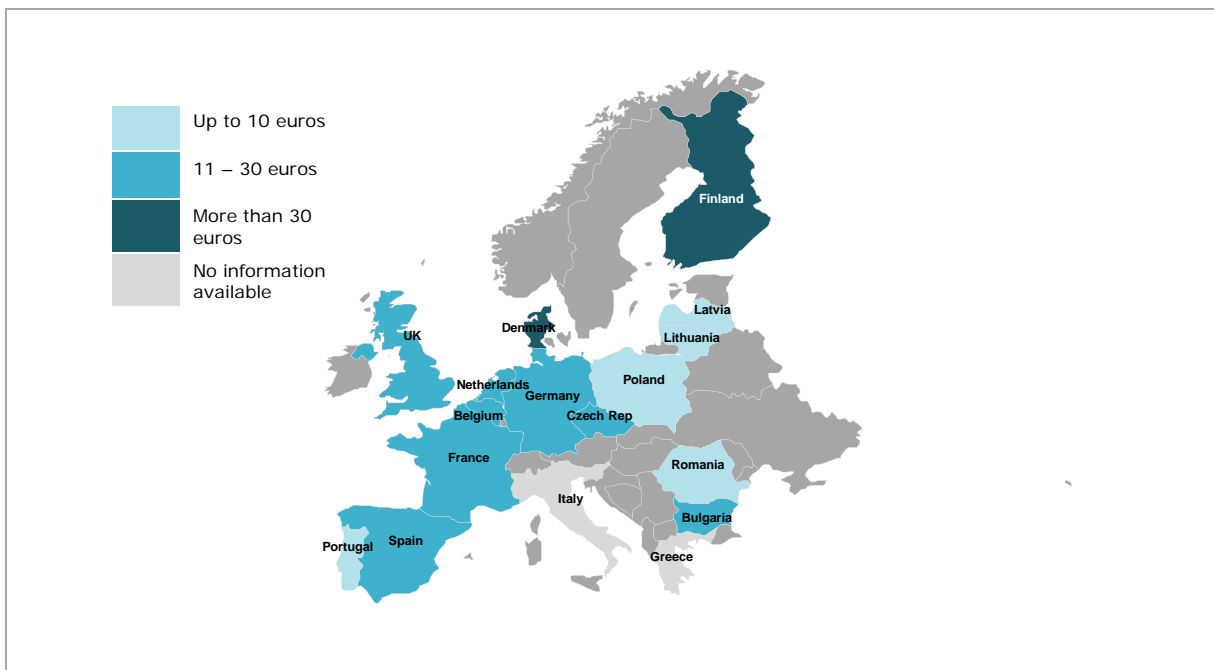 Up to 10 euros
11 – 30 euros
More than 30
euros
No information
available
Finland
Latvia
Denmark
Lithuania
UK
Poland
Netherlands
Germany
Belgium
Czech Rep
France
Romania
Italy
Bulgaria
Spain
Portugal
Greece